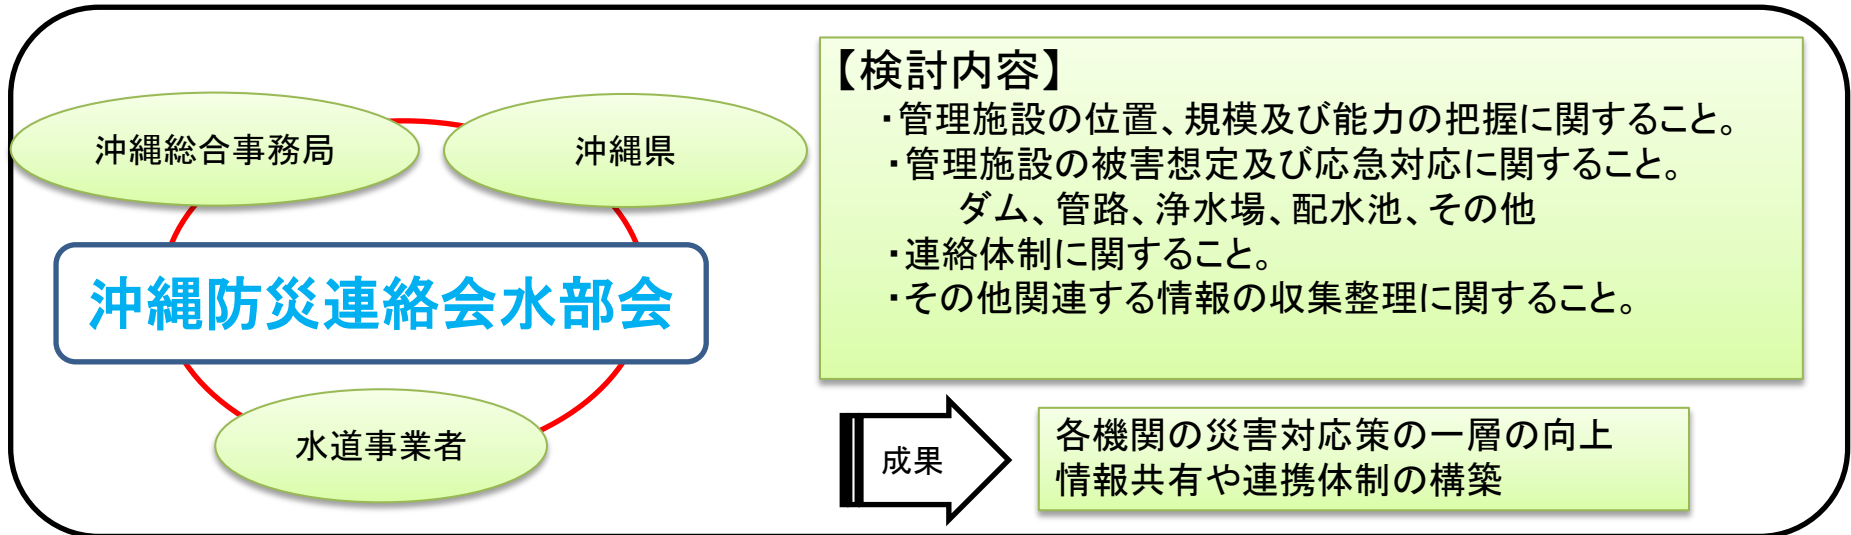 沖縄総合事務局
沖縄県
沖縄防災連絡会水部会
水道事業者
【検討内容】
・管理施設の位置、規模及び能力の把握に関すること。
・管理施設の被害想定及び応急対応に関すること。
ダム、管路、浄水場、配水池、その他
・連絡体制に関すること。
・その他関連する情報の収集整理に関すること。
成果
各機関の災害対応策の一層の向上
情報共有や連携体制の構築